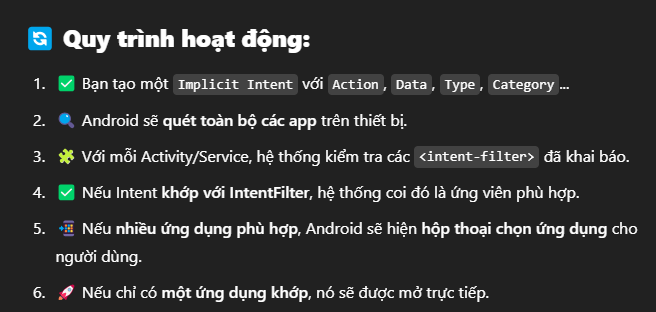 🔄 Quy trình hoạt động:
1. ✅ Bạn tạo một Implicit Intent với Action, Data, Type, Category…
2. 🔍 Android sẽ quét toàn bộ các app trên thiết bị.
3. 🧩 Với mỗi Activity/Service, hệ thống kiểm tra các <intent-filter> đã khai báo.
4. ✅ Nếu Intent khớp với IntentFilter, hệ thống coi đó là ứng viên phù hợp.
5. 📲 Nếu nhiều ứng dụng phù hợp, Android sẽ hiện hộp thoại chọn ứng dụng cho
người dùng.
6. 🚀 Nếu chỉ có một ứng dụng khớp, nó sẽ được mở trực tiếp.